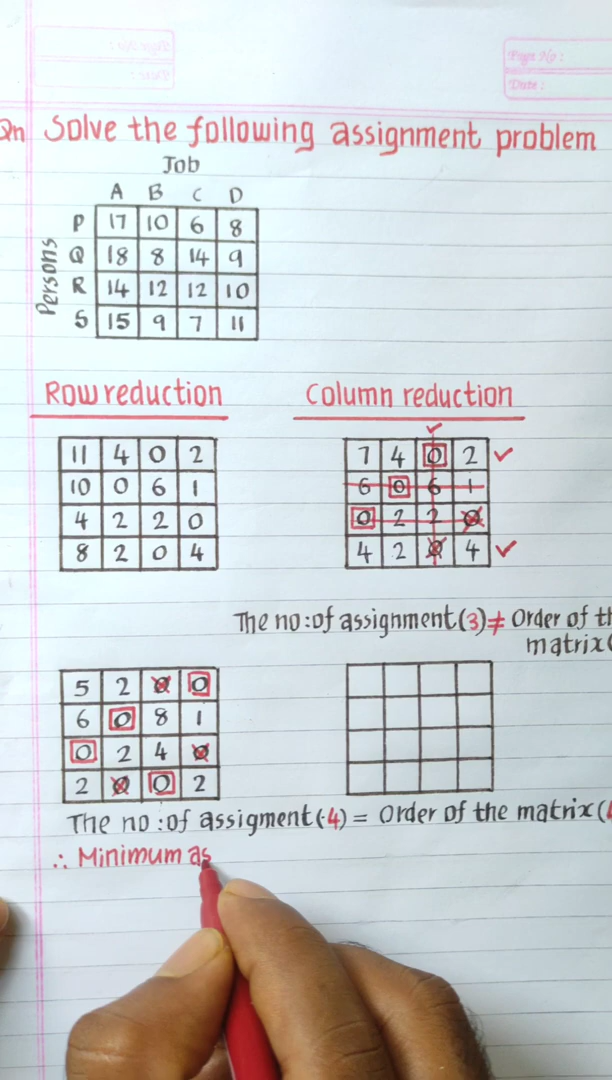 Page No :
Date :
Qn Solve the following assignment problem
Job
A B C D
Persons
P 17 10 6 8
Q 18 8 14 9
R 14 12 12 10
S 15 9 7 11
Row reduction
11 4 0 2
10 0 6 1
4 2 2 0
8 2 0 4
Column reduction
7 4 0 2
6 0 6 1
0 2 2 0
4 2 0 4
The no:of assignment(3)≠ Order of th
matrix(
5 2 0 0
6 0 8 1
0 2 4 0
2 0 0 2
The no:of assigment(4) = Order of the matrix(4
∴ Minimum as